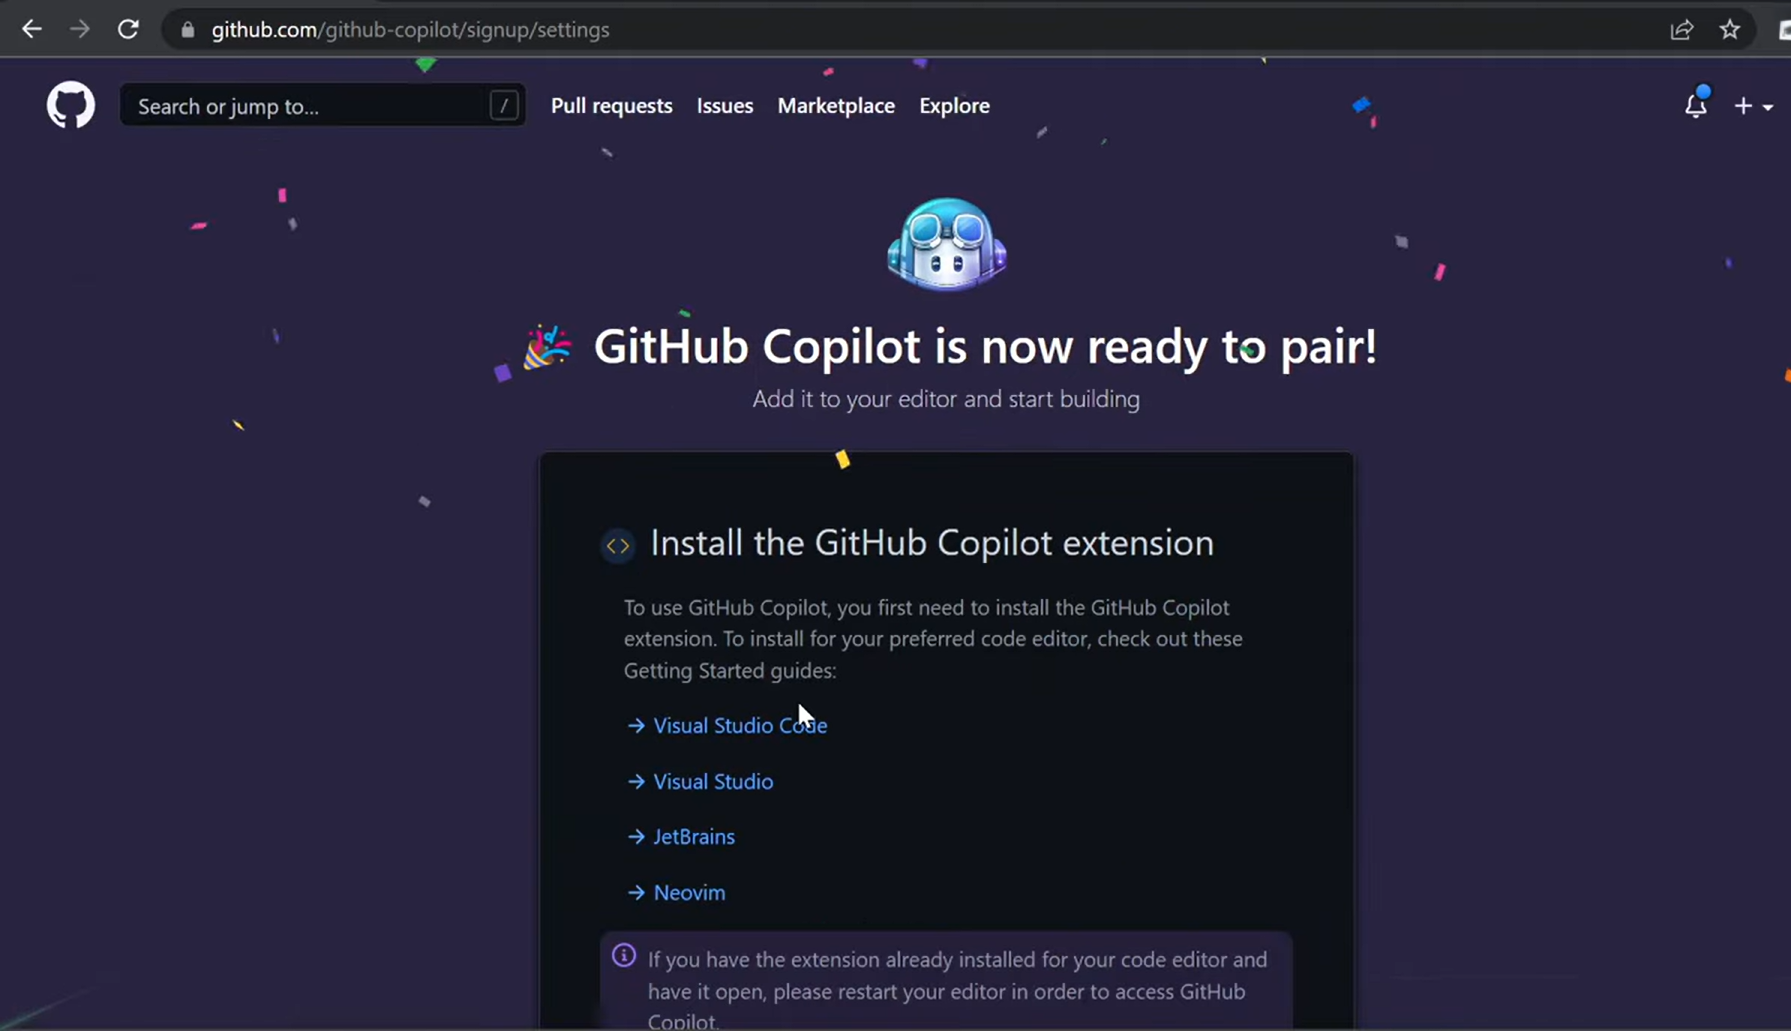 github.com/github-copilot/signup/settings
Search or jump to... /
Pull requests Issues Marketplace Explore
GitHub Copilot is now ready to pair!
Add it to your editor and start building
Install the GitHub Copilot extension
To use GitHub Copilot, you first need to install the GitHub Copilot
extension. To install for your preferred code editor, check out these
Getting Started guides:
→ Visual Studio Code
→ Visual Studio
→ JetBrains
→ Neovim
If you have the extension already installed for your code editor and
have it open, please restart your editor in order to access GitHub
Copilot.